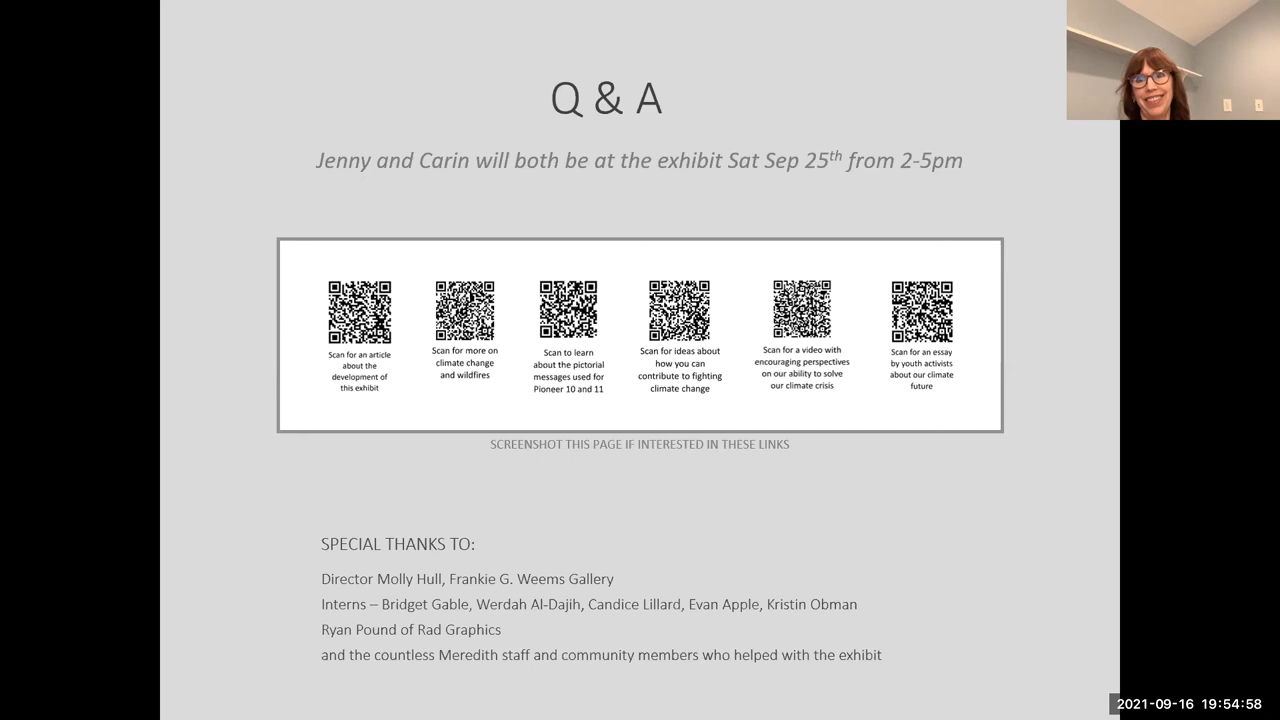 Q & A
Jenny and Carin will both be at the exhibit Sat Sep 25th from 2-5pm
Scan for an article
about the
development of
this exhibit
Scan for more on
climate change
and wildfires
Scan to learn
about the pictorial
messages used for
Pioneer 10 and 11
Scan for ideas about
how you can
contribute to fighting
climate change
Scan for a video with
encouraging perspectives
on our ability to solve
our climate crisis
Scan for an essay
by youth activists
about our climate
future
SCREENSHOT THIS PAGE IF INTERESTED IN THESE LINKS
SPECIAL THANKS TO:
Director Molly Hull, Frankie G. Weems Gallery
Interns – Bridget Gable, Werdah Al-Dajih, Candice Lillard, Evan Apple, Kristin Obman
Ryan Pound of Rad Graphics
and the countless Meredith staff and community members who helped with the exhibit
2021-09-16 19:54:58